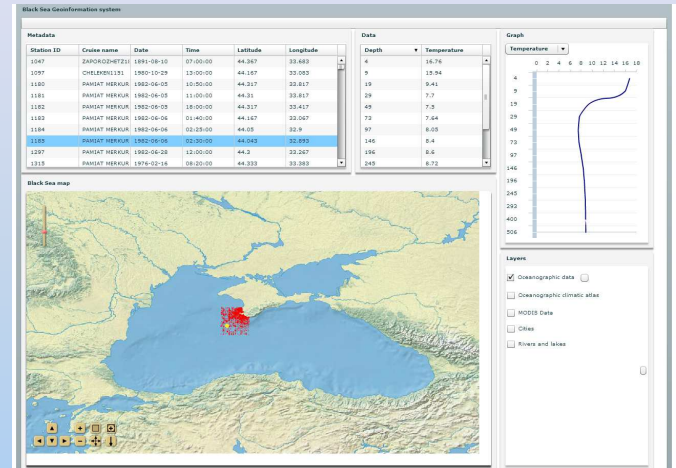 Black Sea Geoinformation system
Metadata
Station ID Cruise name Date Time Latitude Longitude
1047 ZAPOROZHETZ1 1891-08-10 07:00:00 44.367 33.683
1097 CHELEKEN1191 1980-10-29 13:00:00 44.167 33.083
1180 PAMIAT MERKUR 1982-06-05 10:50:00 44.317 33.817
1181 PAMIAT MERKUR 1982-06-05 11:00:00 44.31 33.817
1182 PAMIAT MERKUR 1982-06-05 16:00:00 44.317 33.417
1183 PAMIAT MERKUR 1982-06-06 01:40:00 44.167 33.067
1184 PAMIAT MERKUR 1982-06-06 02:25:00 44.05 32.9
1185 PAMIAT MERKUR 1982-06-06 02:30:00 44.043 32.893
1297 PAMIAT MERKUR 1982-06-28 12:00:00 44.3 33.267
1315 PAMIAT MERKUR 1976-02-16 08:20:00 44.333 33.383
Data
Depth Temperature
4 16.76
9 15.94
19 9.41
29 7.7
49 7.5
73 7.64
97 8.05
146 8.4
196 8.6
245 8.72
Graph
Temperature
0 2 4 6 8 10 12 14 16 18
4
9
19
29
49
73
97
146
196
245
293
400
506
Black Sea map
Layers
Oceanographic data
Oceanographic climatic atlas
MODIS Data
Cities
Rivers and lakes